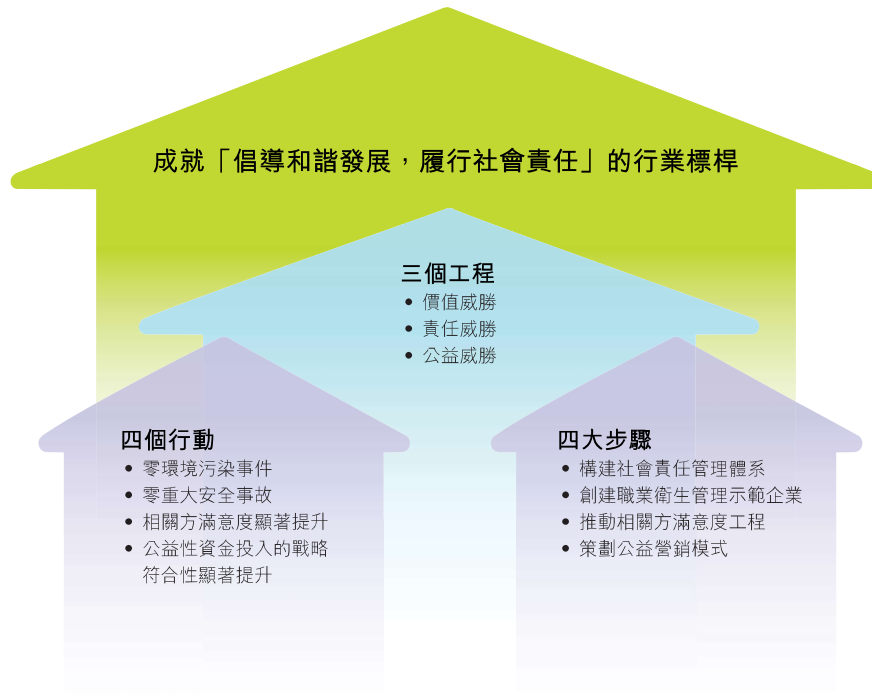 成就「倡導和諧發展，履行社會責任」的行業標桿
三個工程
• 價值威勝
• 責任威勝
• 公益威勝
四個行動
• 零環境污染事件
• 零重大安全事故
• 相關方滿意度顯著提升
• 公益性資金投入的戰略
符合性顯著提升
四大步驟
• 構建社會責任管理體系
• 創建職業衛生管理示範企業
• 推動相關方滿意度工程
• 策劃公益營銷模式